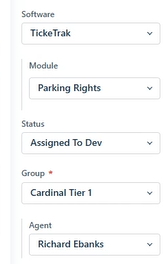 Software
TickeTrak
Module
Parking Rights
Status
Assigned To Dev
Group *
Cardinal Tier 1
Agent
Richard Ebanks